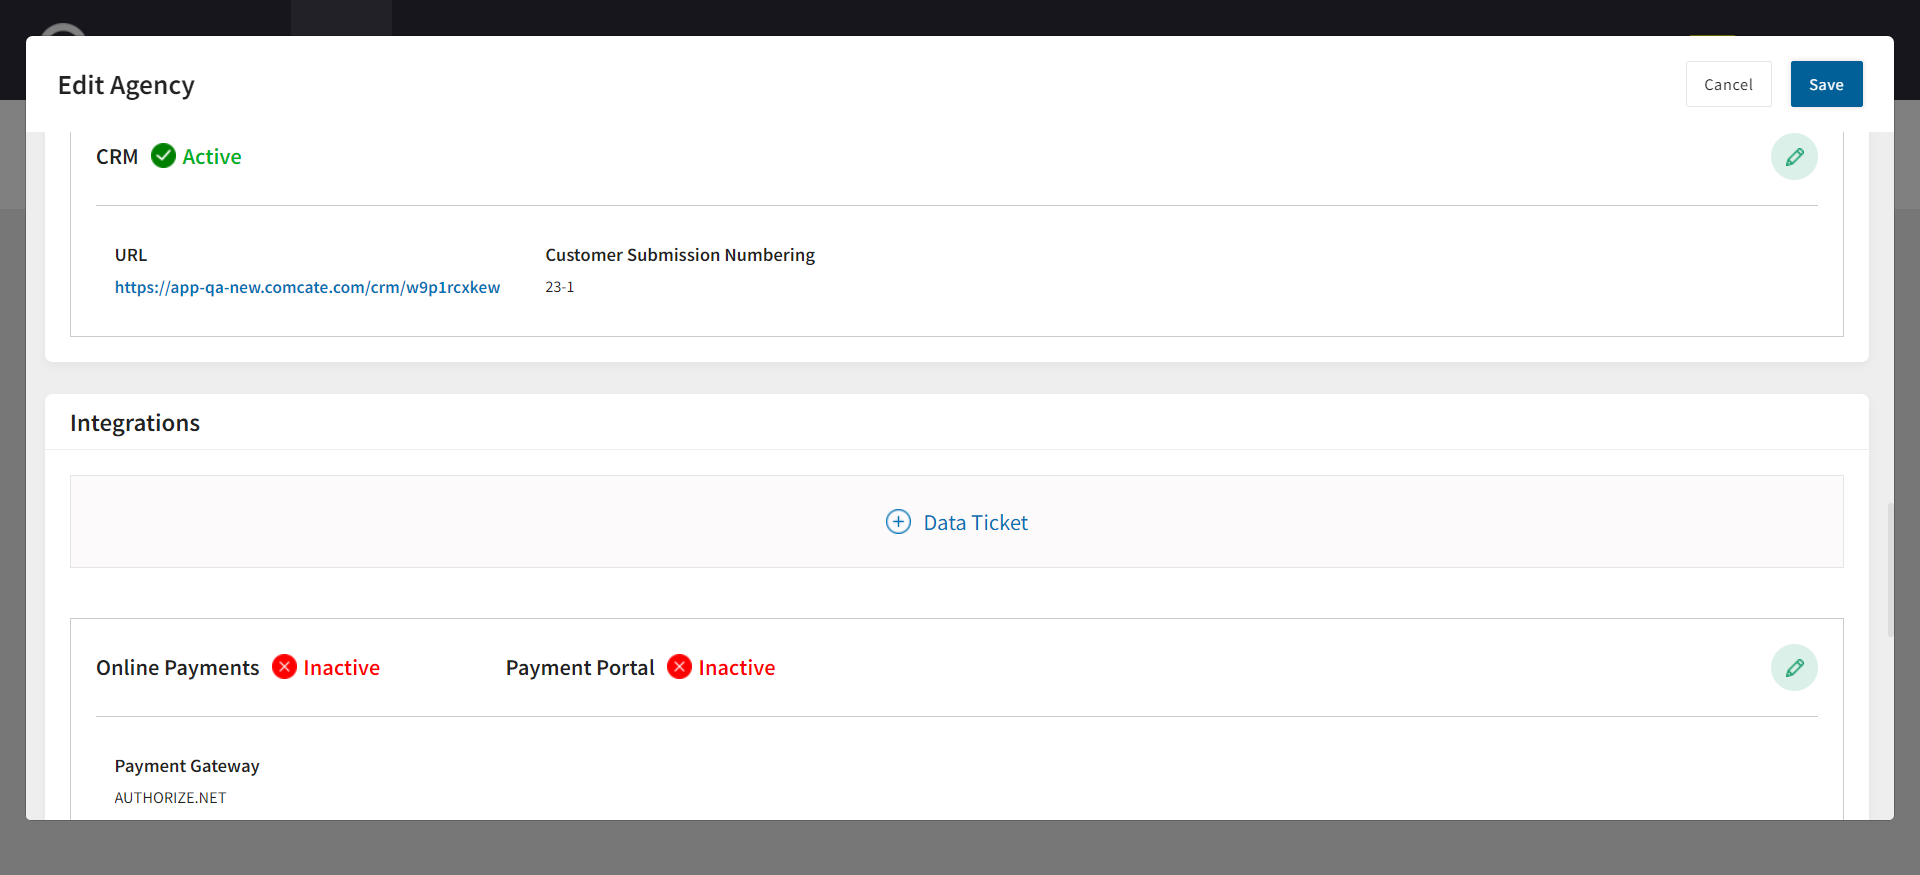 Edit Agency
Cancel
Save
CRM Active
URL
Customer Submission Numbering
https://app-qa-new.comcate.com/crm/w9p1rcxkew
23-1
Integrations
Data Ticket
Online Payments Inactive
Payment Portal Inactive
Payment Gateway
AUTHORIZE.NET